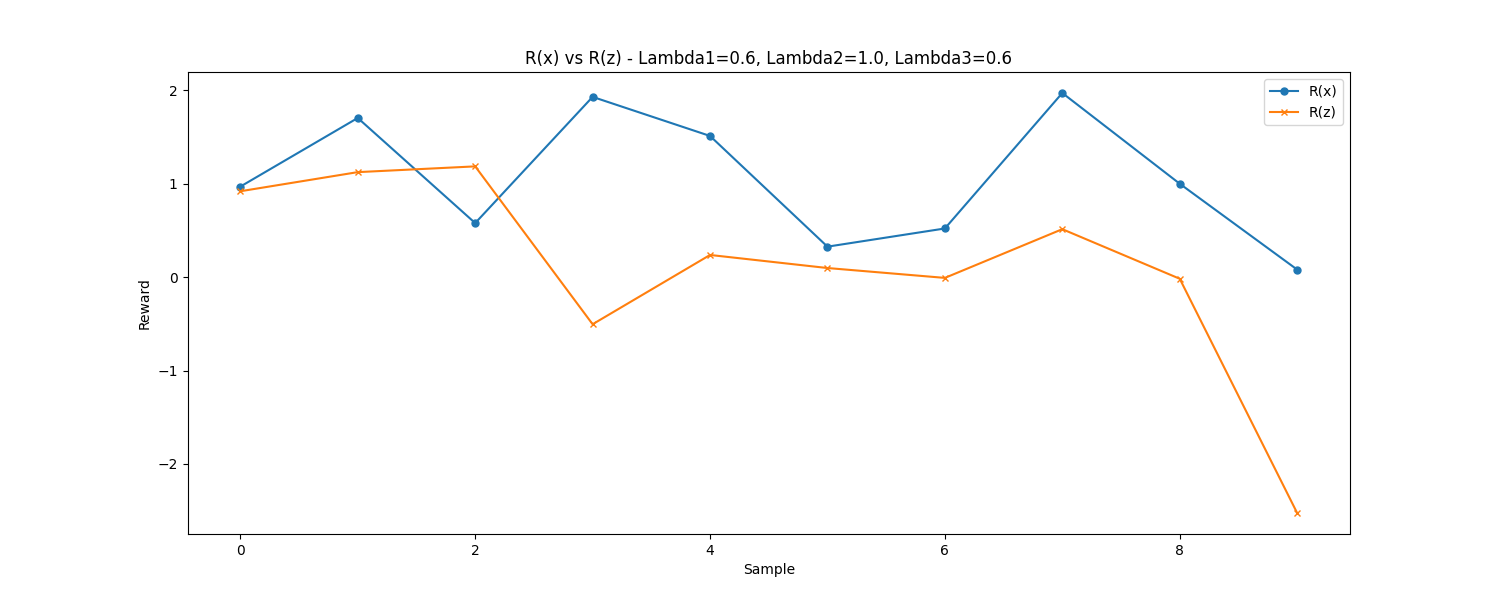 R(x) vs R(z) - Lambda1=0.6, Lambda2=1.0, Lambda3=0.6
R(x)
R(z)
2
1
0
−1
−2
Reward
0 2 4 6 8
Sample